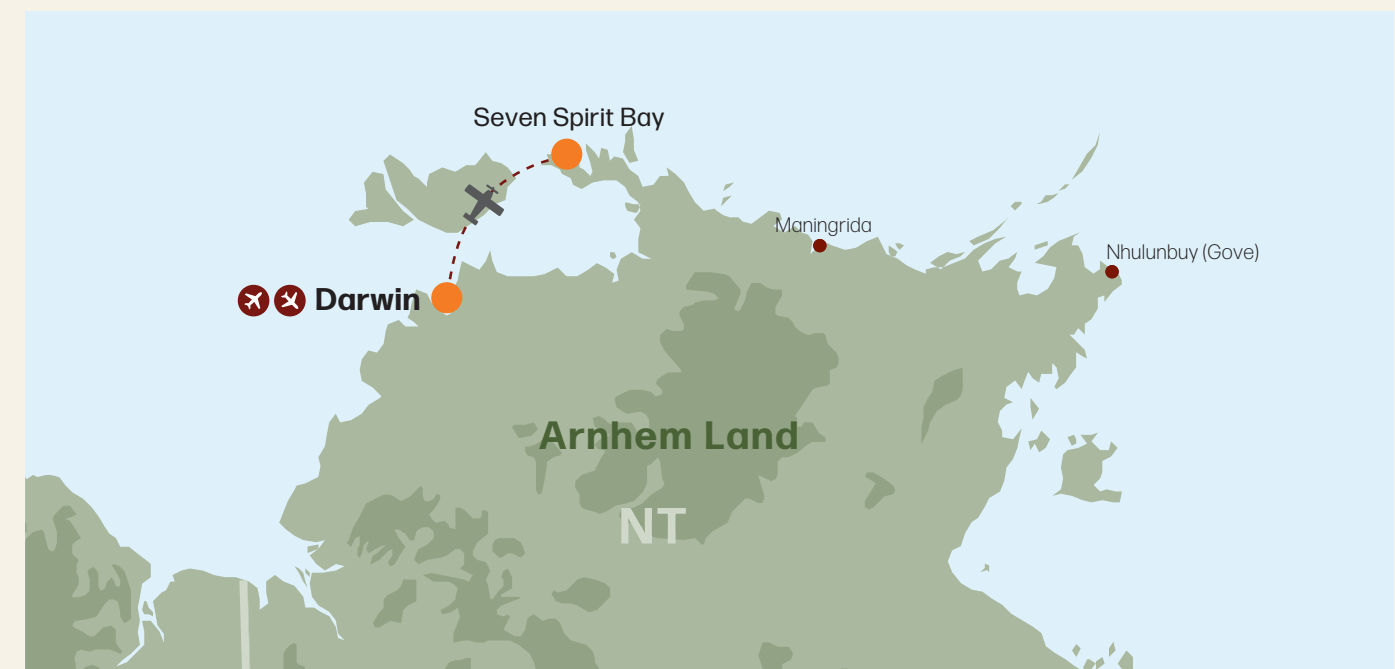 Seven Spirit Bay
Maningrida
Nhulunbuy (Gove)
Darwin
Arnhem Land
NT